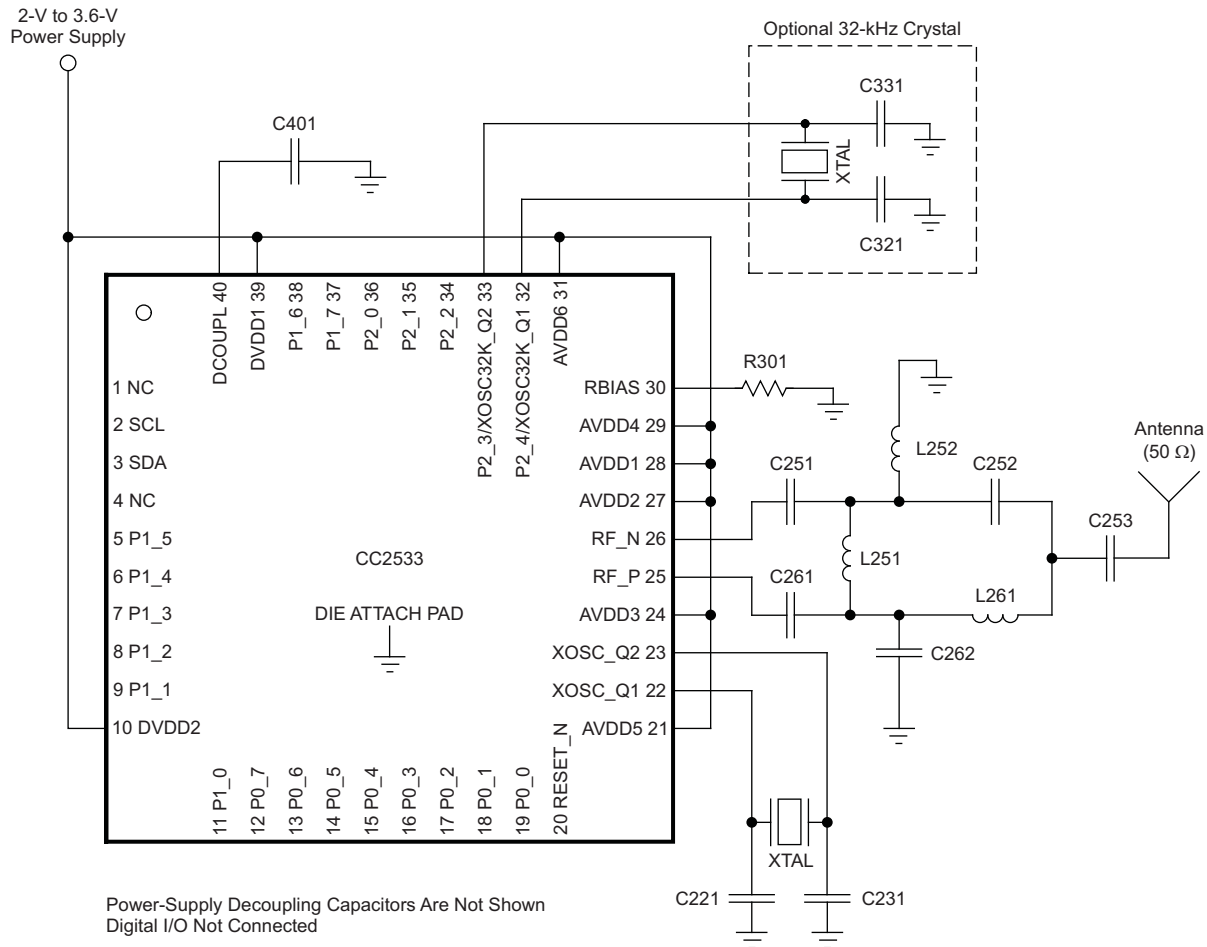 2-V to 3.6-V
Power Supply
Optional 32-kHz Crystal
C401
C331
XTAL
C321
DCOUPL 40
DVDD1 39
P1_6 38
P1_7 37
P2_0 36
P2_1 35
P2_2 34
P2_3/XOSC32K_Q2 33
P2_4/XOSC32K_Q1 32
AVDD6 31
1 NC
2 SCL
3 SDA
4 NC
5 P1_5
6 P1_4
7 P1_3
8 P1_2
9 P1_1
10 DVDD2
CC2533
DIE ATTACH PAD
RBIAS 30
AVDD4 29
AVDD1 28
AVDD2 27
RF_N 26
RF_P 25
AVDD3 24
XOSC_Q2 23
XOSC_Q1 22
AVDD5 21
11 P1_0
12 P0_7
13 P0_6
14 P0_5
15 P0_4
16 P0_3
17 P0_2
18 P0_1
19 P0_0
20 RESET_N
R301
L252
Antenna
(50 Ω)
C251
C252
C253
L251
C261
L261
C262
XTAL
C221
C231
Power-Supply Decoupling Capacitors Are Not Shown
Digital I/O Not Connected